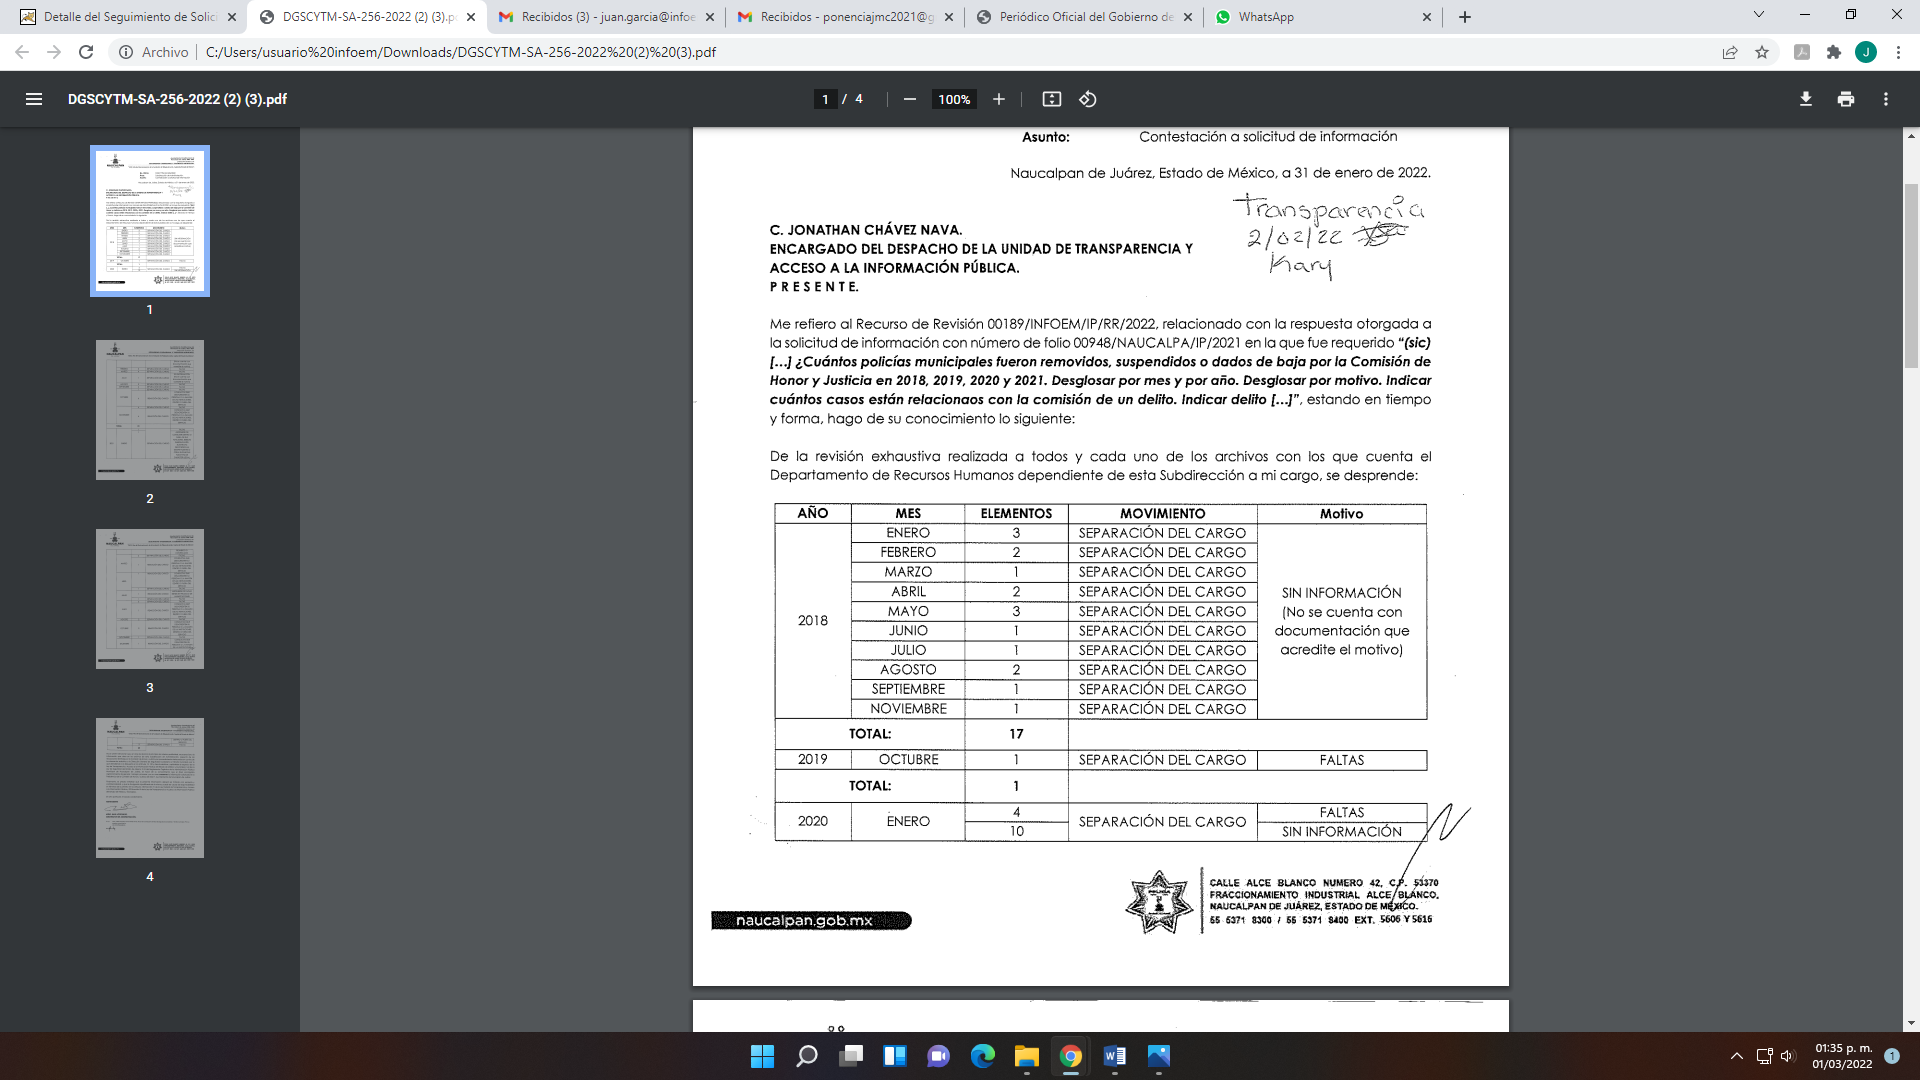 Detalle del Seguimiento de Solici
DGSCYTM-SA-256-2022 (2) (3).p
Recibidos (3) - juan.garcia@infoe
Recibidos - ponenciajmc2021@g
Periódico Oficial del Gobierno de
WhatsApp
Archivo
C:/Users/usuario%20infoem/Downloads/DGSCYTM-SA-256-2022%20(2)%20(3).pdf
J
DGSCYTM-SA-256-2022 (2) (3).pdf
1 / 4
100%
1
2
3
4
Asunto: Contestación a solicitud de información
Naucalpan de Juárez, Estado de México, a 31 de enero de 2022.
Transparencia
2/02/22
Kary
C. JONATHAN CHÁVEZ NAVA.
ENCARGADO DEL DESPACHO DE LA UNIDAD DE TRANSPARENCIA Y
ACCESO A LA INFORMACIÓN PÚBLICA.
P R E S E N T E.
Me refiero al Recurso de Revisión 00189/INFOEM/IP/RR/2022, relacionado con la respuesta otorgada a
la solicitud de información con número de folio 00948/NAUCALPA/IP/2021 en la que fue requerido “(sic)
[…] ¿Cuántos policías municipales fueron removidos, suspendidos o dados de baja por la Comisión de
Honor y Justicia en 2018, 2019, 2020 y 2021. Desglosar por mes y por año. Desglosar por motivo. Indicar
cuántos casos están relacionaos con la comisión de un delito. Indicar delito […]”, estando en tiempo
y forma, hago de su conocimiento lo siguiente:
De la revisión exhaustiva realizada a todos y cada uno de los archivos con los que cuenta el
Departamento de Recursos Humanos dependiente de esta Subdirección a mi cargo, se desprende:
AÑO MES ELEMENTOS MOVIMIENTO Motivo
ENERO 3 SEPARACIÓN DEL CARGO
FEBRERO 2 SEPARACIÓN DEL CARGO
MARZO 1 SEPARACIÓN DEL CARGO
ABRIL 2 SEPARACIÓN DEL CARGO
MAYO 3 SEPARACIÓN DEL CARGO
2018
JUNIO 1 SEPARACIÓN DEL CARGO
JULIO 1 SEPARACIÓN DEL CARGO
AGOSTO 2 SEPARACIÓN DEL CARGO
SEPTIEMBRE 1 SEPARACIÓN DEL CARGO
NOVIEMBRE 1 SEPARACIÓN DEL CARGO
SIN INFORMACIÓN
(No se cuenta con
documentación que
acredite el motivo)
TOTAL: 17
2019 OCTUBRE 1 SEPARACIÓN DEL CARGO FALTAS
TOTAL: 1
2020 ENERO 4 SEPARACIÓN DEL CARGO FALTAS
10 SIN INFORMACIÓN
naucalpan.gob.mx
CALLE ALCE BLANCO NUMERO 42, C.P. 53370
FRACCIONAMIENTO INDUSTRIAL ALCE BLANCO,
NAUCALPAN DE JUÁREZ, ESTADO DE MÉXICO.
55 5371 8300 / 55 5371 8400 EXT. 5606 Y 5616
01:35 p. m.
01/03/2022
1